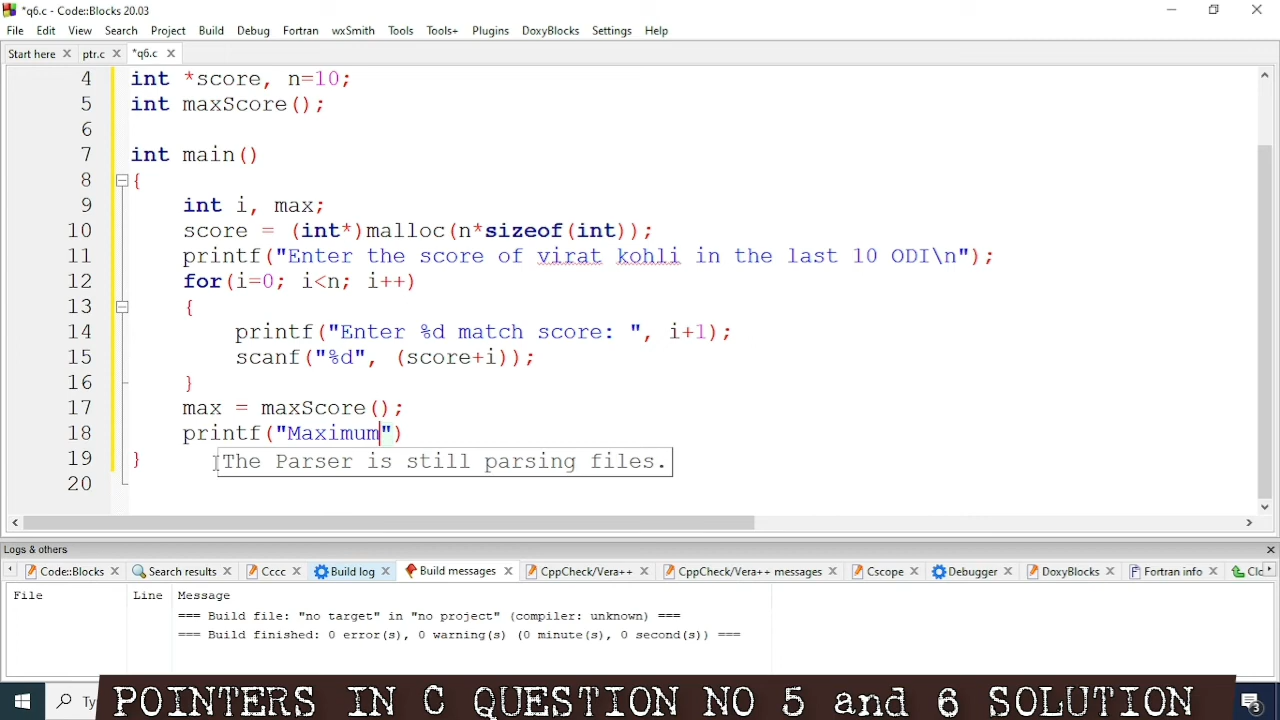 *q6.c - Code::Blocks 20.03
File Edit View Search Project Build Debug Fortran wxSmith Tools Tools+ Plugins DoxyBlocks Settings Help
Start here ptr.c *q6.c
4 int *score, n=10;
5 int maxScore();
6
7 int main()
8 {
9 int i, max;
10 score = (int*)malloc(n*sizeof(int));
11 printf("Enter the score of virat kohli in the last 10 ODI\n");
12 for(i=0; i<n; i++)
13 {
14 printf("Enter %d match score: ", i+1);
15 scanf("%d", (score+i));
16 }
17 max = maxScore();
18 printf("Maximum")
19 }
The Parser is still parsing files.
20
Logs & others
Code::Blocks Search results Cccc Build log Build messages CppCheck/Vera++ CppCheck/Vera++ messages Cscope Debugger DoxyBlocks Fortran info Clo
File Line Message
=== Build file: "no target" in "no project" (compiler: unknown) ===
=== Build finished: 0 error(s), 0 warning(s) (0 minute(s), 0 second(s)) ===
Ty
POINTERS IN C QUESTION NO 5 and 6 SOLUTION
3